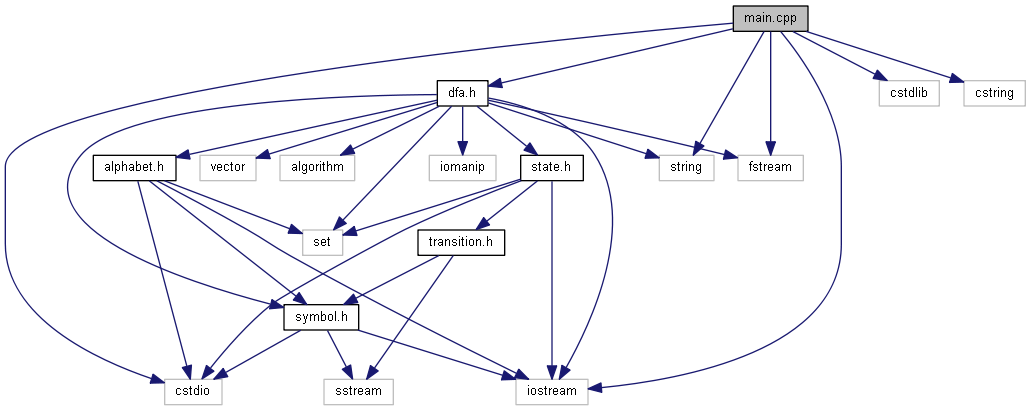 main.cpp
dfa.h
cstdlib
cstring
alphabet.h
vector
algorithm
iomanip
state.h
string
fstream
set
transition.h
symbol.h
cstdio
sstream
iostream